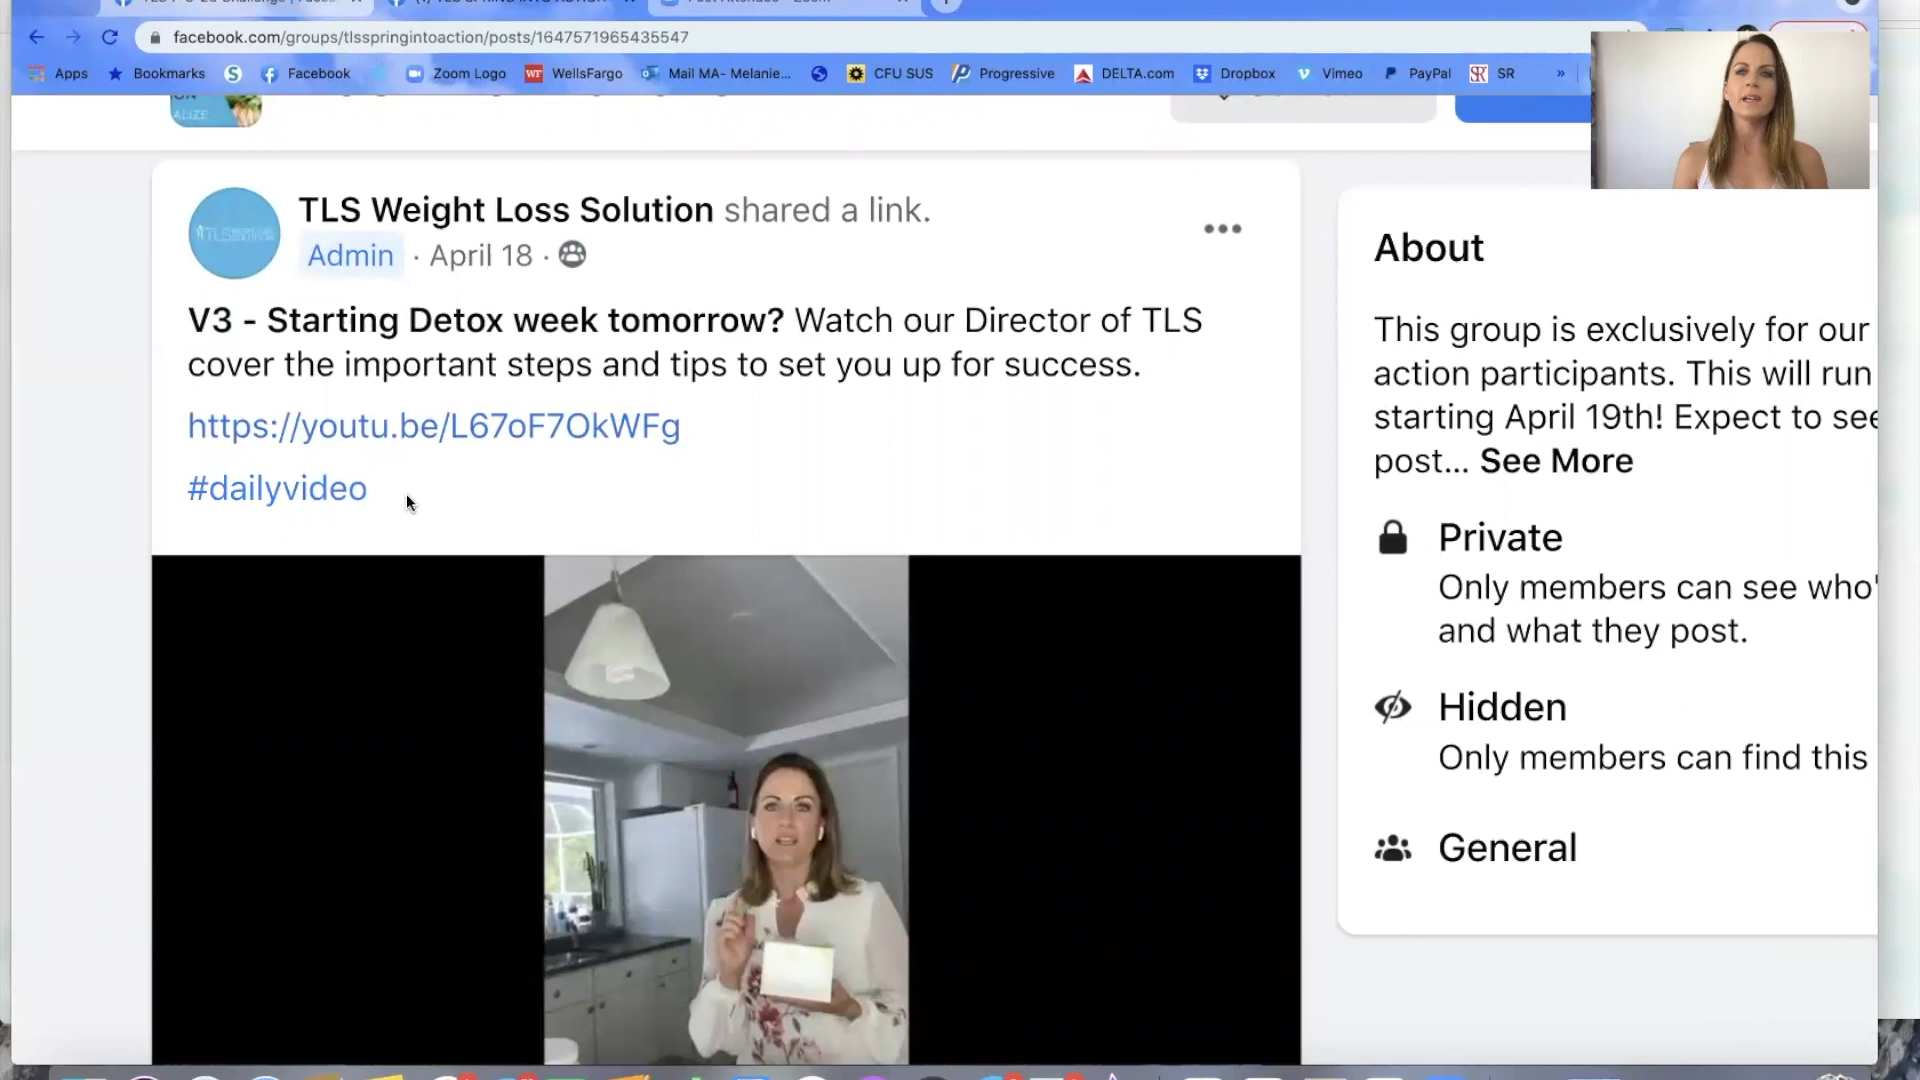 facebook.com/groups/tlsspringintoaction/posts/1647571965435547
Apps Bookmarks Facebook Zoom Logo WF WellsFargo Mail MA- Melanie... CFU SUS Progressive DELTA.com Dropbox Vimeo PayPal SR SR »
ALIZE
TLS Weight Loss Solution shared a link.
Admin · April 18 ·
V3 - Starting Detox week tomorrow? Watch our Director of TLS
cover the important steps and tips to set you up for success.
https://youtu.be/L67oF7OkWFg
#dailyvideo
About
This group is exclusively for our
action participants. This will run
starting April 19th! Expect to see
post... See More
Private
Only members can see who'
and what they post.
Hidden
Only members can find this
General